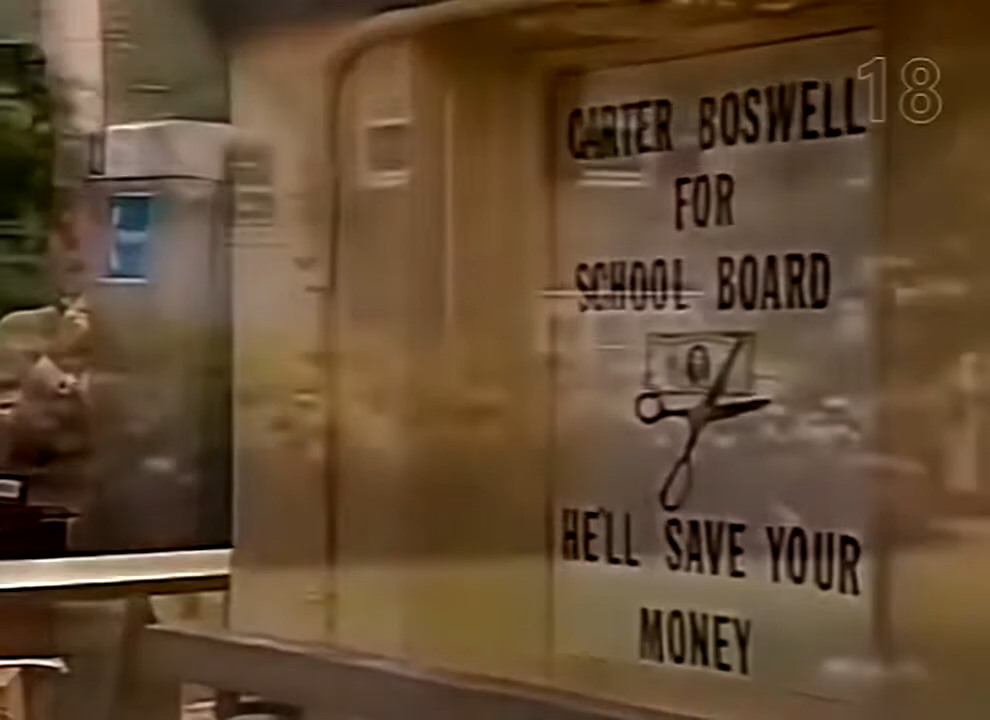 18
CARTER BOSWELL
FOR
SCHOOL BOARD
HE'LL SAVE YOUR
MONEY